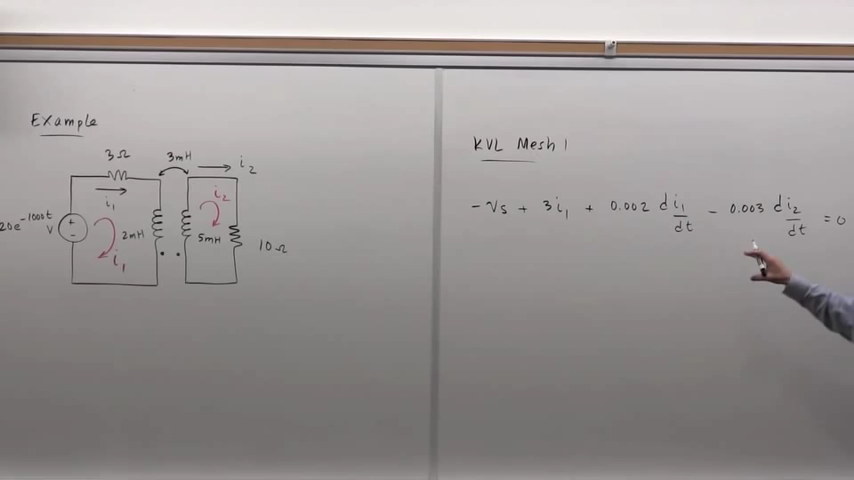 Example
3Ω
3mH
i₂
i₁
i₂
20e^-1000t V
+
-
2mH
5mH
10Ω
i₁
KVL Mesh 1
-Vs + 3i₁ + 0.002 di₁/dt - 0.003 di₂/dt = 0